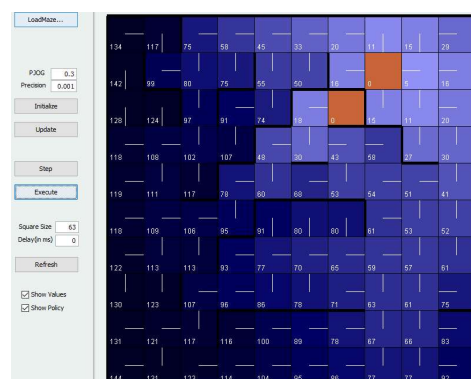 LoadMaze...
PJOG 0.3
Precision 0.001
Initialize
Update
Step
Execute
Square Size 63
Delay(in ms) 0
Refresh
Show Values
Show Policy
134 117 75 58 45 33 20 11 15 29
142 99 80 75 55 50 16 0 5 16
128 124 97 91 74 19 0 15 11 20
118 108 102 107 48 30 43 58 27 30
119 111 117 78 60 68 53 54 51 41
118 109 106 95 91 80 80 61 53 52
122 113 113 93 77 70 65 59 57 61
130 123 107 96 86 78 71 63 61 75
131 121 117 116 100 89 78 67 66 83